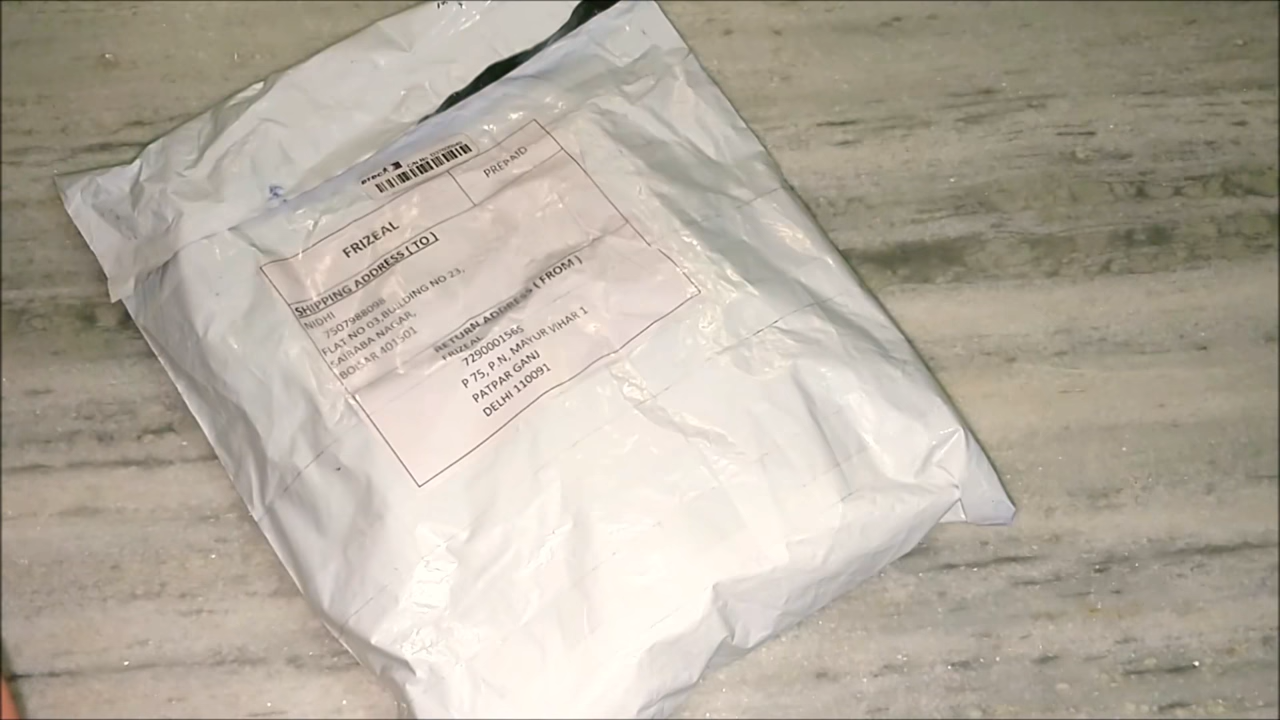 PREPAID
FRIZEAL
SHIPPING ADDRESS ( TO )
NIDHI
7507988098
FLAT NO 03, BUILDING NO 23,
NAGAR,
BOISAR 401501
RETURN ADDRESS ( FROM )
FRIZEAL
7290001565
P 75, P.N, MAYUR VIHAR 1
PATPAR GANJ
DELHI 110091